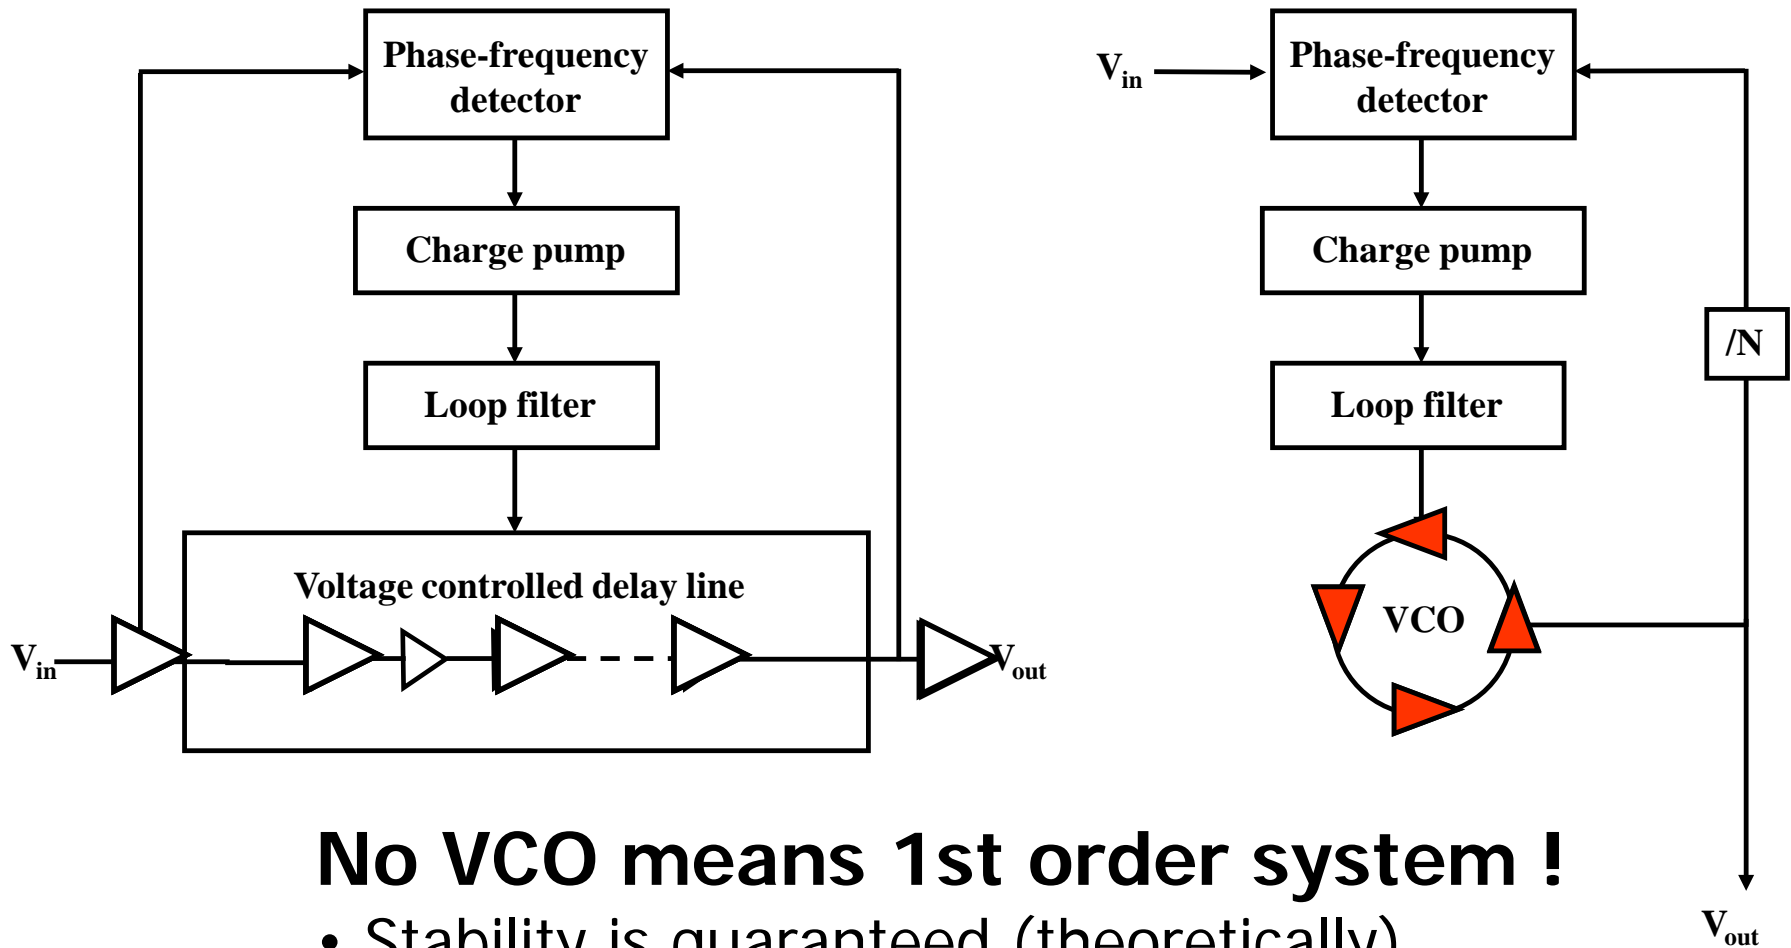 Phase-frequency
detector
Charge pump
Loop filter
Voltage controlled delay line
Vin
Vout
Vin
Phase-frequency
detector
Charge pump
Loop filter
/N
VCO
Vout
No VCO means 1st order system !
• Stability is guaranteed (theoretically)